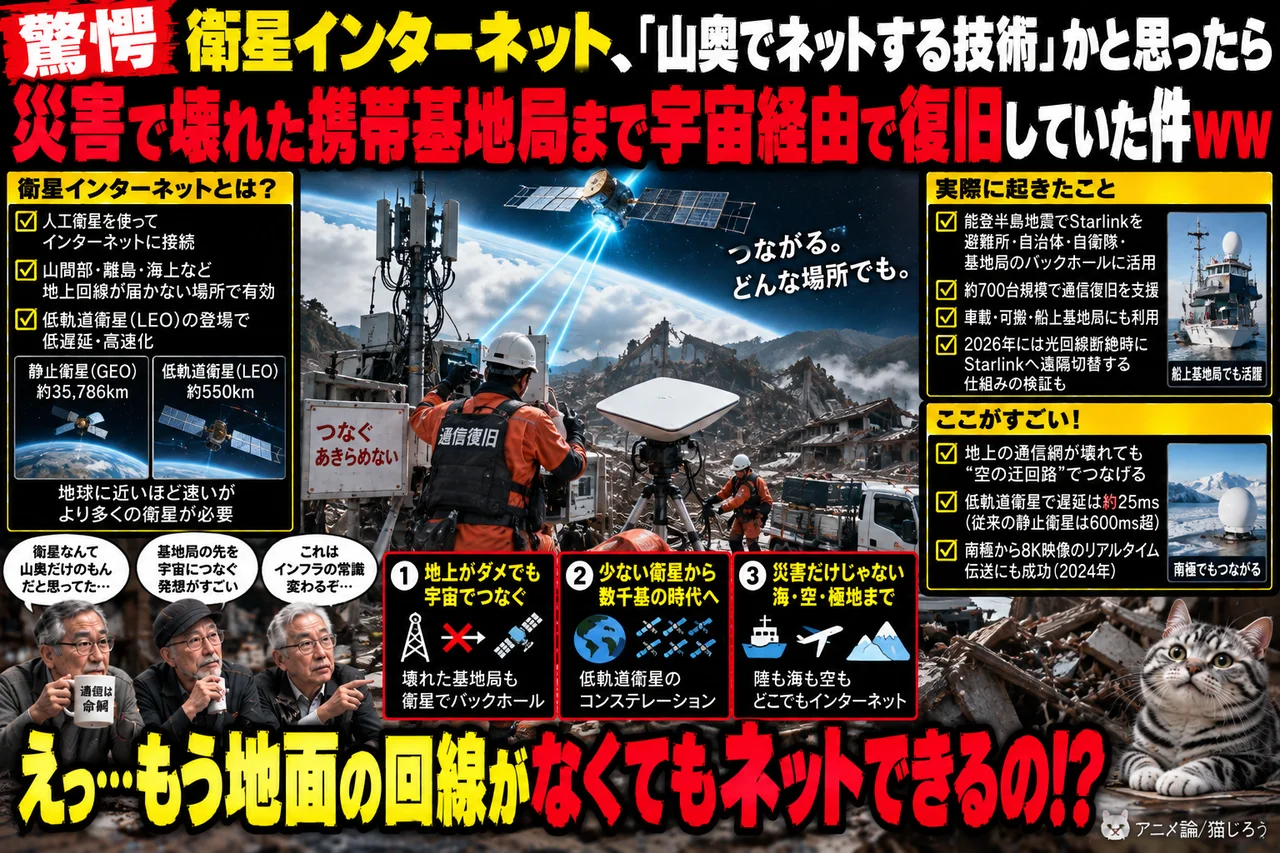 驚愕
衛星インターネット、「山奥でネットする技術」かと思ったら
災害で壊れた携帯基地局まで宇宙経由で復旧していた件ww
衛星インターネットとは?
人工衛星を使って
インターネットに接続
山間部・離島・海上など
地上回線が届かない場所で有効
低軌道衛星(LEO)の登場で
低遅延・高速化
静止衛星(GEO)
約35,786km
低軌道衛星(LEO)
約550km
地球に近いほど速いが
より多くの衛星が必要
つながる。
どんな場所でも。
つなぐ
あきらめない
通信復旧
実際に起きたこと
能登半島地震でStarlinkを
避難所・自治体・自衛隊・
基地局のバックホールに活用
約700台規模で通信復旧を支援
車載・可搬・船上基地局にも利用
2026年には光回線断絶時に
Starlinkへ遠隔切替する
仕組みの検証も
船上基地局でも活躍
ここがすごい!
地上の通信網が壊れても
“空の迂回路”でつなげる
低軌道衛星で遅延は約25ms
(従来の静止衛星は600ms超)
南極から8K映像のリアルタイム
伝送にも成功(2024年)
南極でもつながる
衛星なんて
山奥だけのもん
だと思ってた…
基地局の先を
宇宙につなぐ
発想がすごい
これは
インフラの常識
変わるぞ…
通信は
命綱
1 地上がダメでも
宇宙でつなぐ
壊れた基地局も
衛星でバックホール
2 少ない衛星から
数千基の時代へ
低軌道衛星の
コンステレーション
3 災害だけじゃない
海・空・極地まで
陸も海も空も
どこでもインターネット
えっ…もう地面の回線がなくてもネットできるの!?
アニメ論/猫じろう